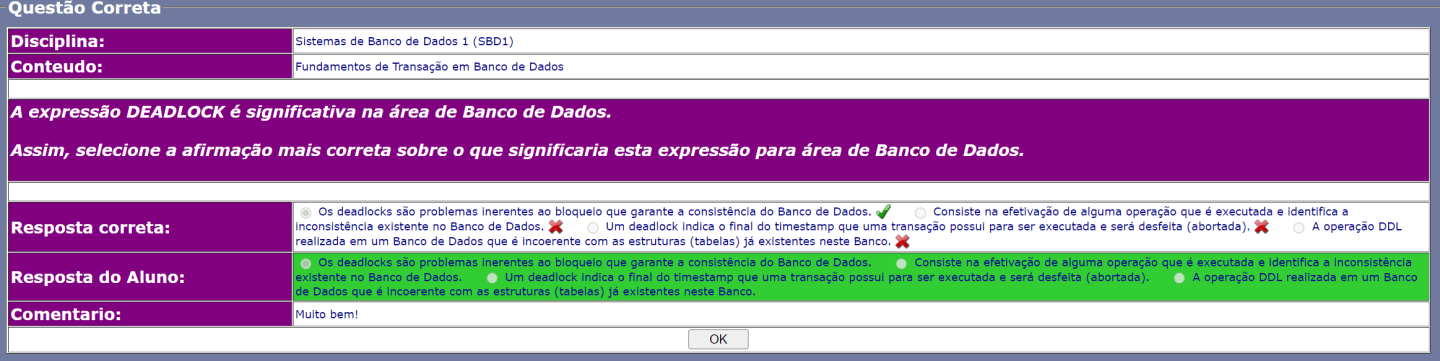 Questão Correta
Disciplina: Sistemas de Banco de Dados 1 (SBD1)
Conteudo: Fundamentos de Transação em Banco de Dados
A expressão DEADLOCK é significativa na área de Banco de Dados.
Assim, selecione a afirmação mais correta sobre o que significaria esta expressão para área de Banco de Dados.
Resposta correta:
Os deadlocks são problemas inerentes ao bloqueio que garante a consistência do Banco de Dados. Consiste na efetivação de alguma operação que é executada e identifica a
inconsistência existente no Banco de Dados. Um deadlock indica o final do timestamp que uma transação possui para ser executada e será desfeita (abortada). A operação DDL
realizada em um Banco de Dados que é incoerente com as estruturas (tabelas) já existentes neste Banco.
Resposta do Aluno:
Os deadlocks são problemas inerentes ao bloqueio que garante a consistência do Banco de Dados. Consiste na efetivação de alguma operação que é executada e identifica a inconsistência
existente no Banco de Dados. Um deadlock indica o final do timestamp que uma transação possui para ser executada e será desfeita (abortada). A operação DDL realizada em um Banco
de Dados que é incoerente com as estruturas (tabelas) já existentes neste Banco.
Comentario: Muito bem!
OK